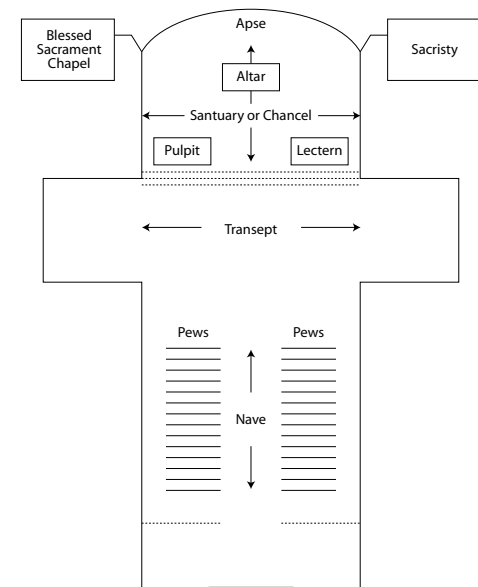 Apse
Blessed
Sacrament
Chapel
Sacristy
Altar
Santuary or Chancel
Pulpit
Lectern
Transept
Pews
Pews
Nave